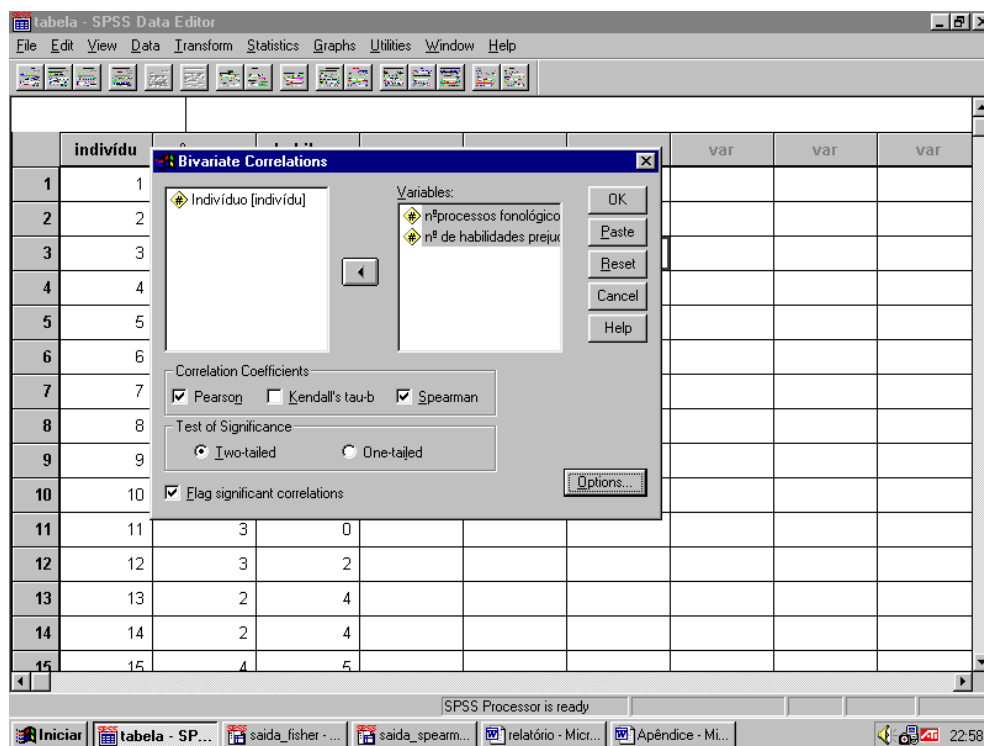 tabela - SPSS Data Editor
File Edit View Data Transform Statistics Graphs Utilities Window Help
indivídu var var var
Bivariate Correlations
Indivíduo [indivídu]
Variables:
nºprocessos fonológico
nº de habilidades preju
OK
Paste
Reset
Cancel
Help
Correlation Coefficients
Pearson Kendall's tau-b Spearman
Test of Significance
Two-tailed One-tailed
Flag significant correlations
Options...
1 1
2 2
3 3
4 4
5 5
6 6
7 7
8 8
9 9
10 10
11 11 3 0
12 12 3 2
13 13 2 4
14 14 2 4
15 15 4 5
SPSS Processor is ready
Iniciar tabela - SP... saida_fisher - ... saida_spearm... relatório - Micr... Apêndice - Mi... 22:58